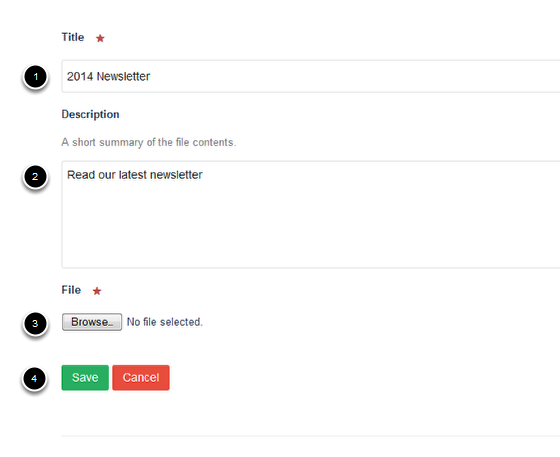 Title ★
1 2014 Newsletter
Description
A short summary of the file contents.
2 Read our latest newsletter
File ★
3 Browse… No file selected.
4 Save Cancel